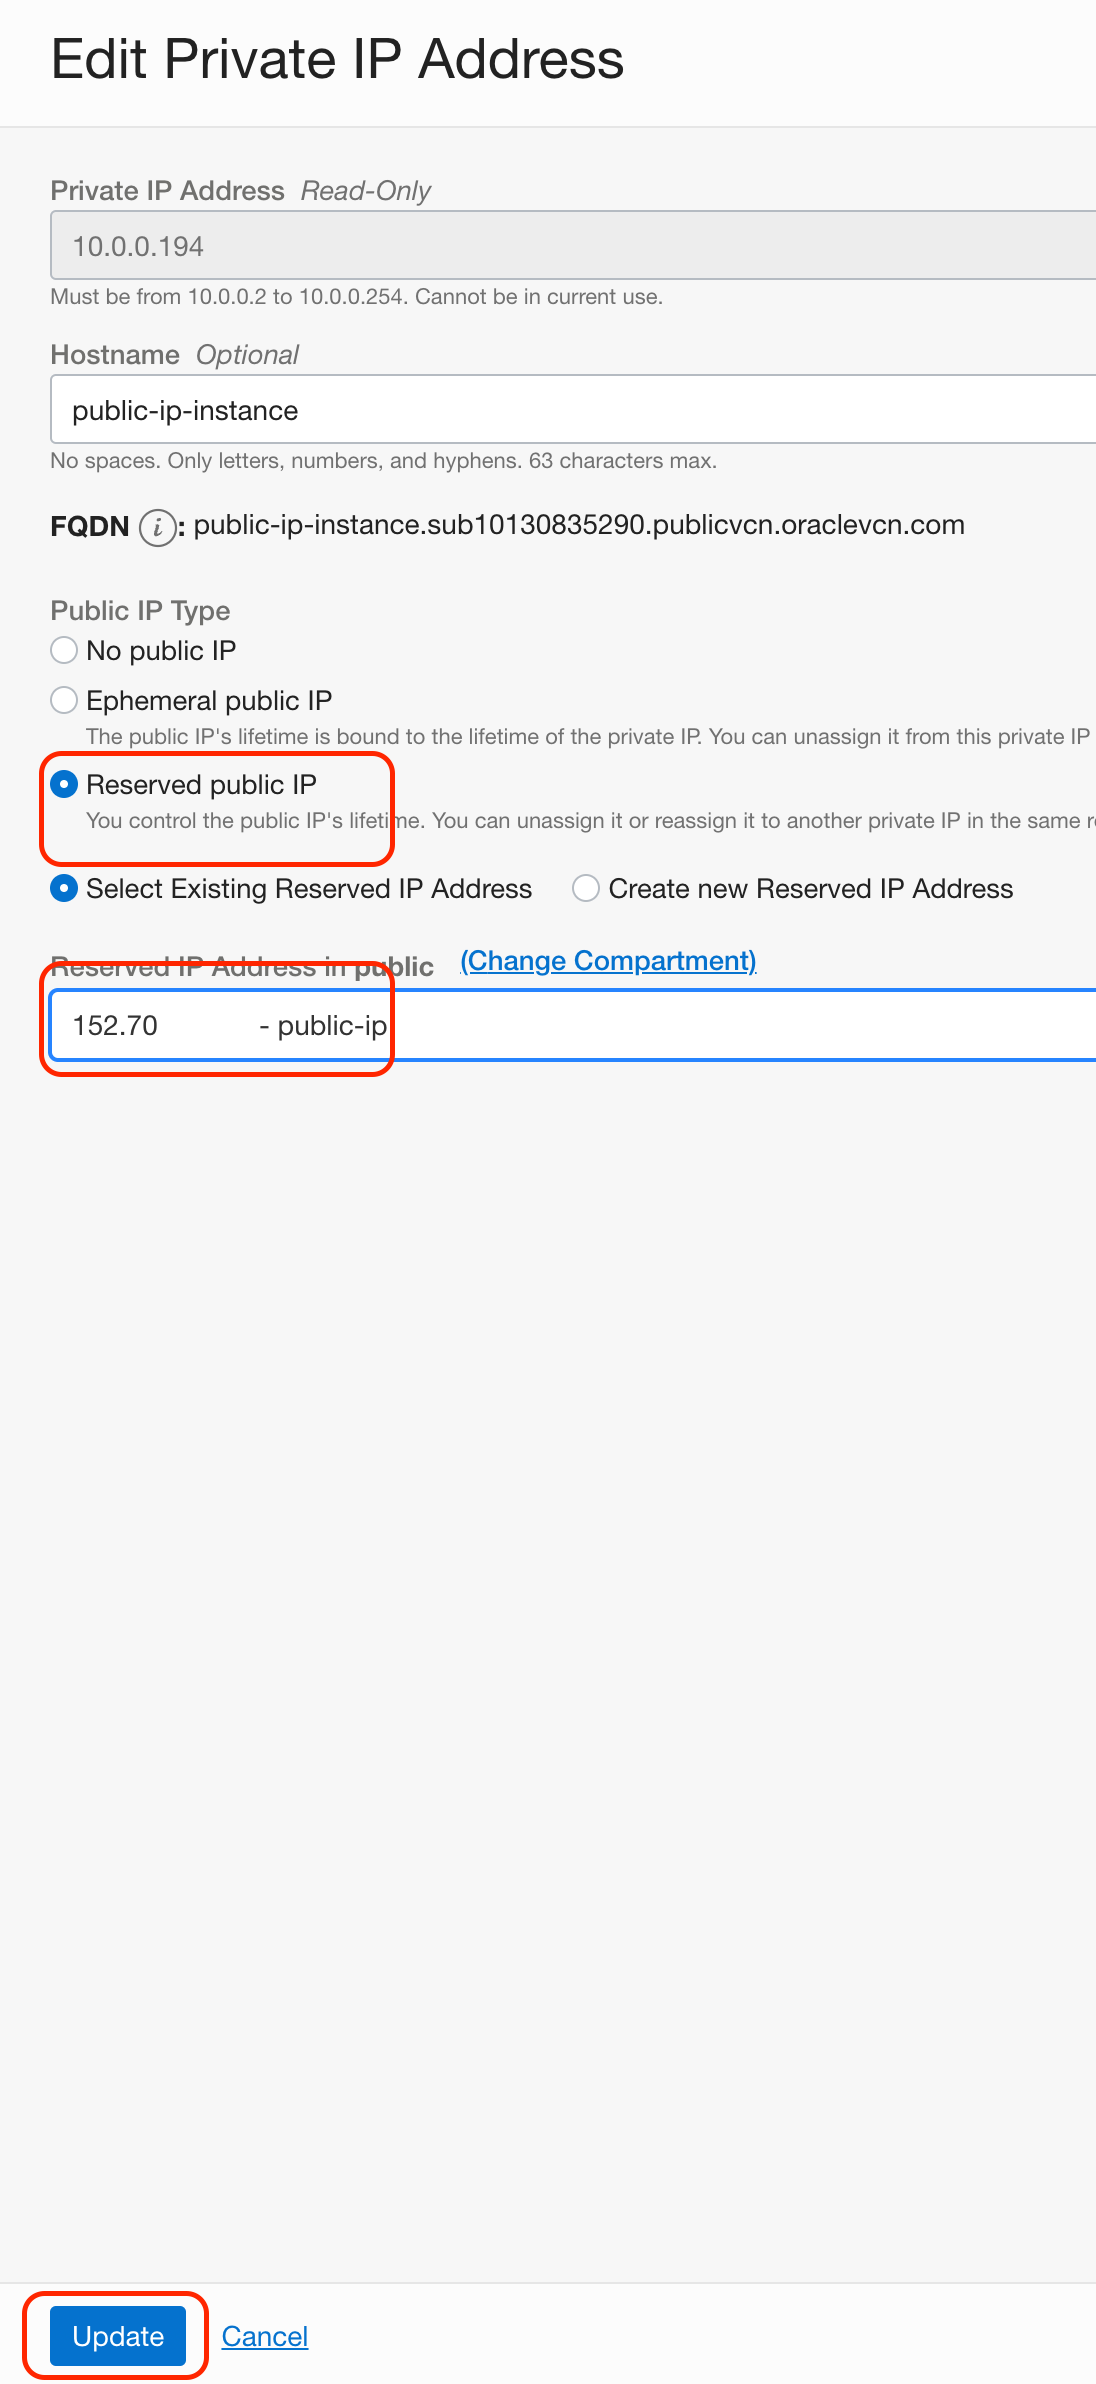 Edit Private IP Address
Private IP Address Read-Only
10.0.0.194
Must be from 10.0.0.2 to 10.0.0.254. Cannot be in current use.
Hostname Optional
public-ip-instance
No spaces. Only letters, numbers, and hyphens. 63 characters max.
FQDN i: public-ip-instance.sub10130835290.publicvcn.oraclevcn.com
Public IP Type
No public IP
Ephemeral public IP
The public IP's lifetime is bound to the lifetime of the private IP. You can unassign it from this private IP
Reserved public IP
You control the public IP's lifetime. You can unassign it or reassign it to another private IP in the same
Select Existing Reserved IP Address Create new Reserved IP Address
Reserved IP Address in public (Change Compartment)
152.70 - public-ip
Update Cancel